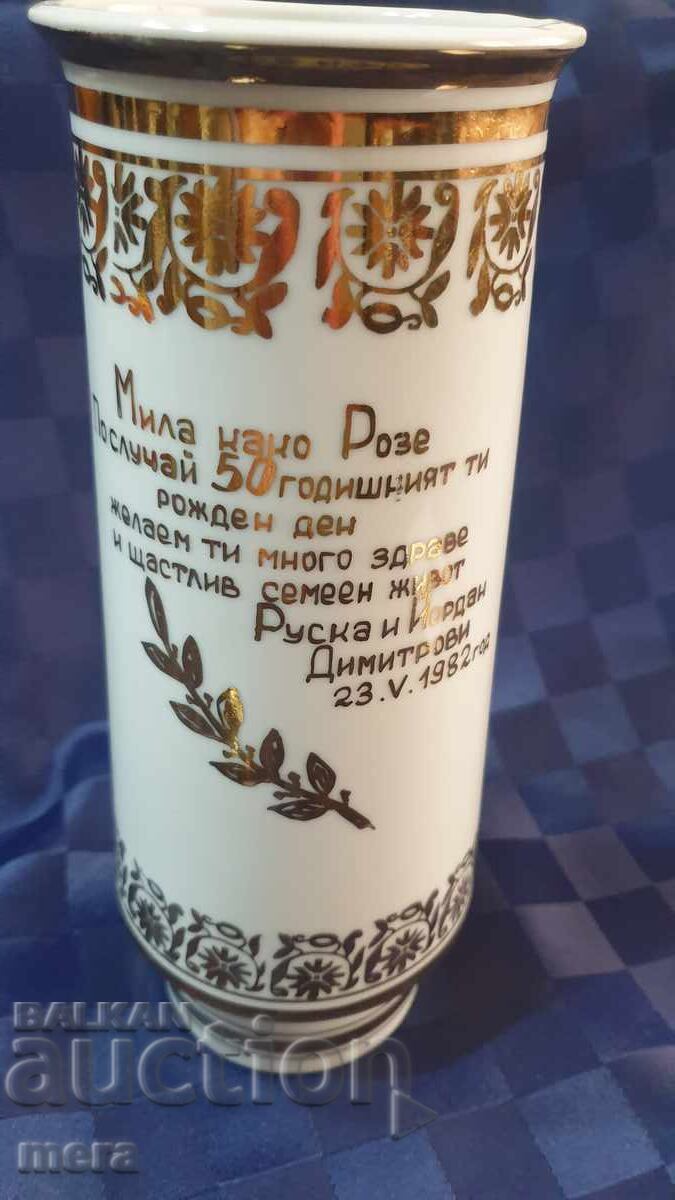 Мила како Розе
По случай 50 годишният ти
рожден ден
желаем ти много здраве
и щастлив семеен живот
Руска и Йордан
Димитрови
23.V.1982 год
BALKAN
auction
mera